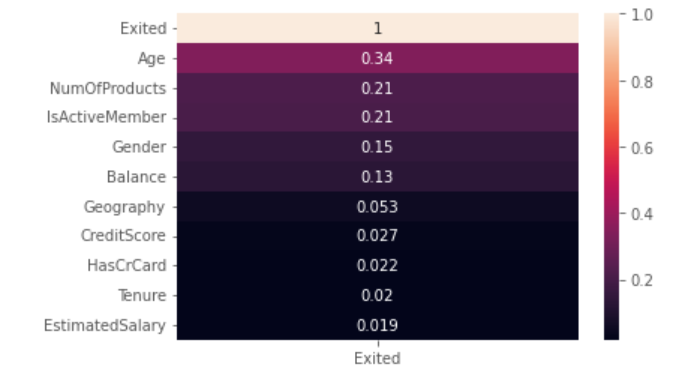 Exited 1
Age 0.34
NumOfProducts 0.21
IsActiveMember 0.21
Gender 0.15
Balance 0.13
Geography 0.053
CreditScore 0.027
HasCrCard 0.022
Tenure 0.02
EstimatedSalary 0.019
Exited
1.0
0.8
0.6
0.4
0.2